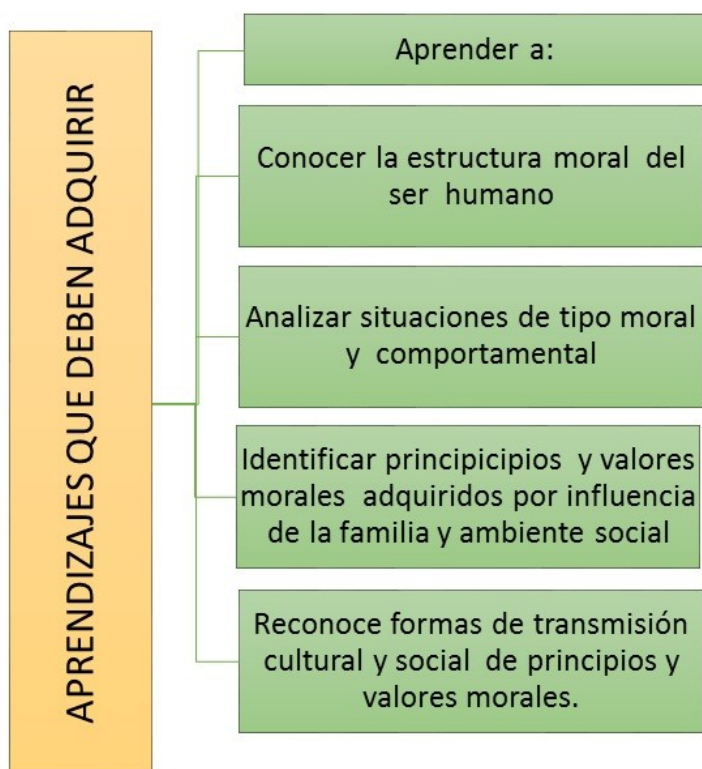 APRENDIZAJES QUE DEBEN ADQUIRIR
Aprender a:
Conocer la estructura moral del
ser humano
Analizar situaciones de tipo moral
y comportamental
Identificar principicipios y valores
morales adquiridos por influencia
de la familia y ambiente social
Reconoce formas de transmisión
cultural y social de principios y
valores morales.